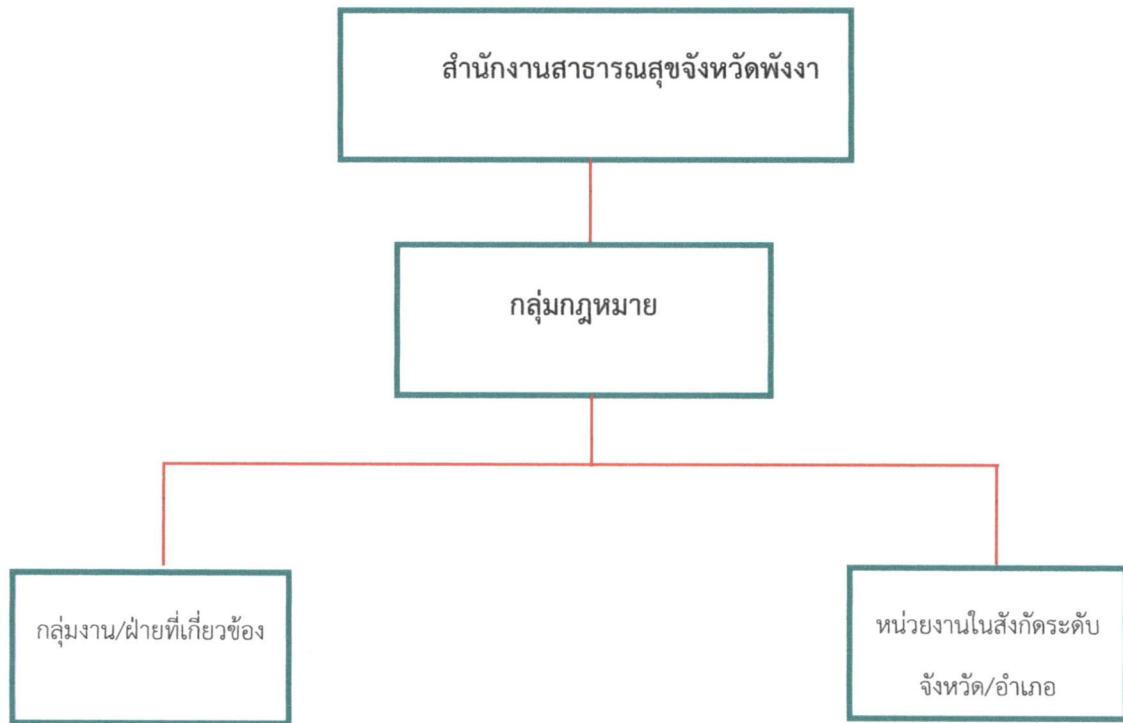 สำนักงานสาธารณสุขจังหวัดพังงา
กลุ่มกฎหมาย
กลุ่มงาน/ฝ่ายที่เกี่ยวข้อง
หน่วยงานในสังกัดระดับ
จังหวัด/อำเภอ